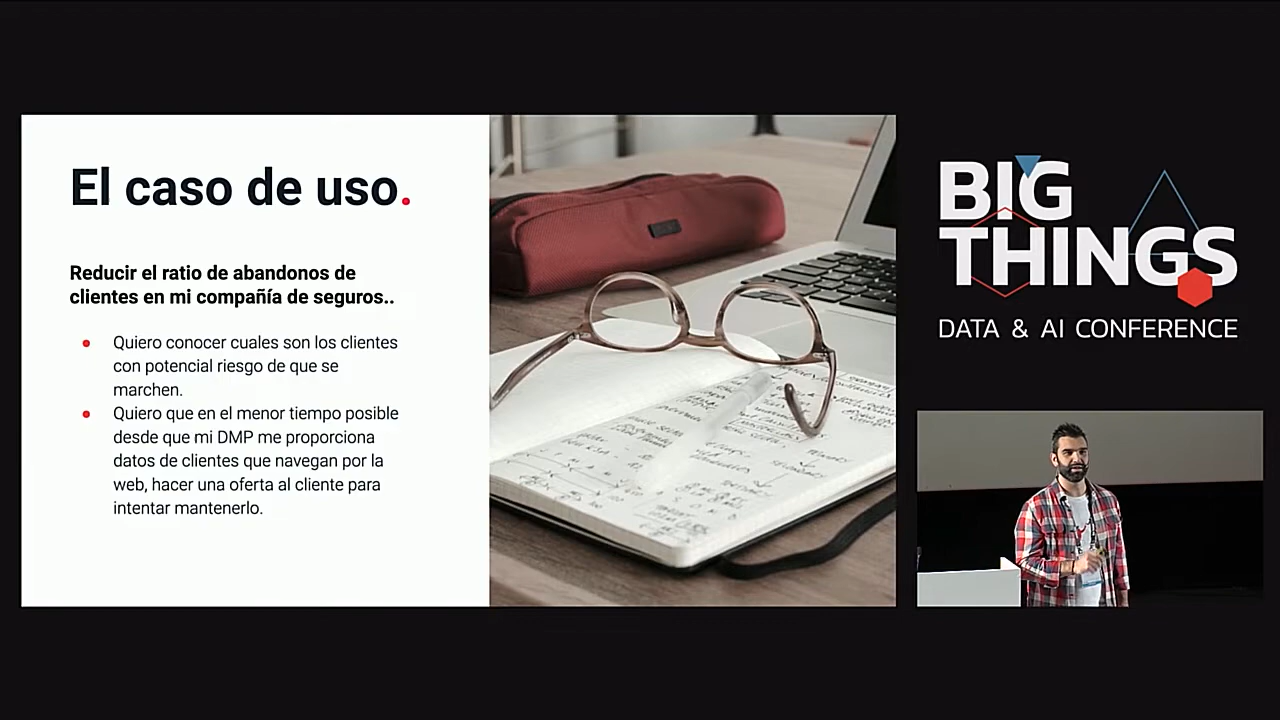 El caso de uso.
Reducir el ratio de abandonos de
clientes en mi compañía de seguros..
Quiero conocer cuales son los clientes
con potencial riesgo de que se
marchen.
Quiero que en el menor tiempo posible
desde que mi DMP me proporciona
datos de clientes que navegan por la
web, hacer una oferta al cliente para
intentar mantenerlo.
BIG
THINGS
DATA & AI CONFERENCE